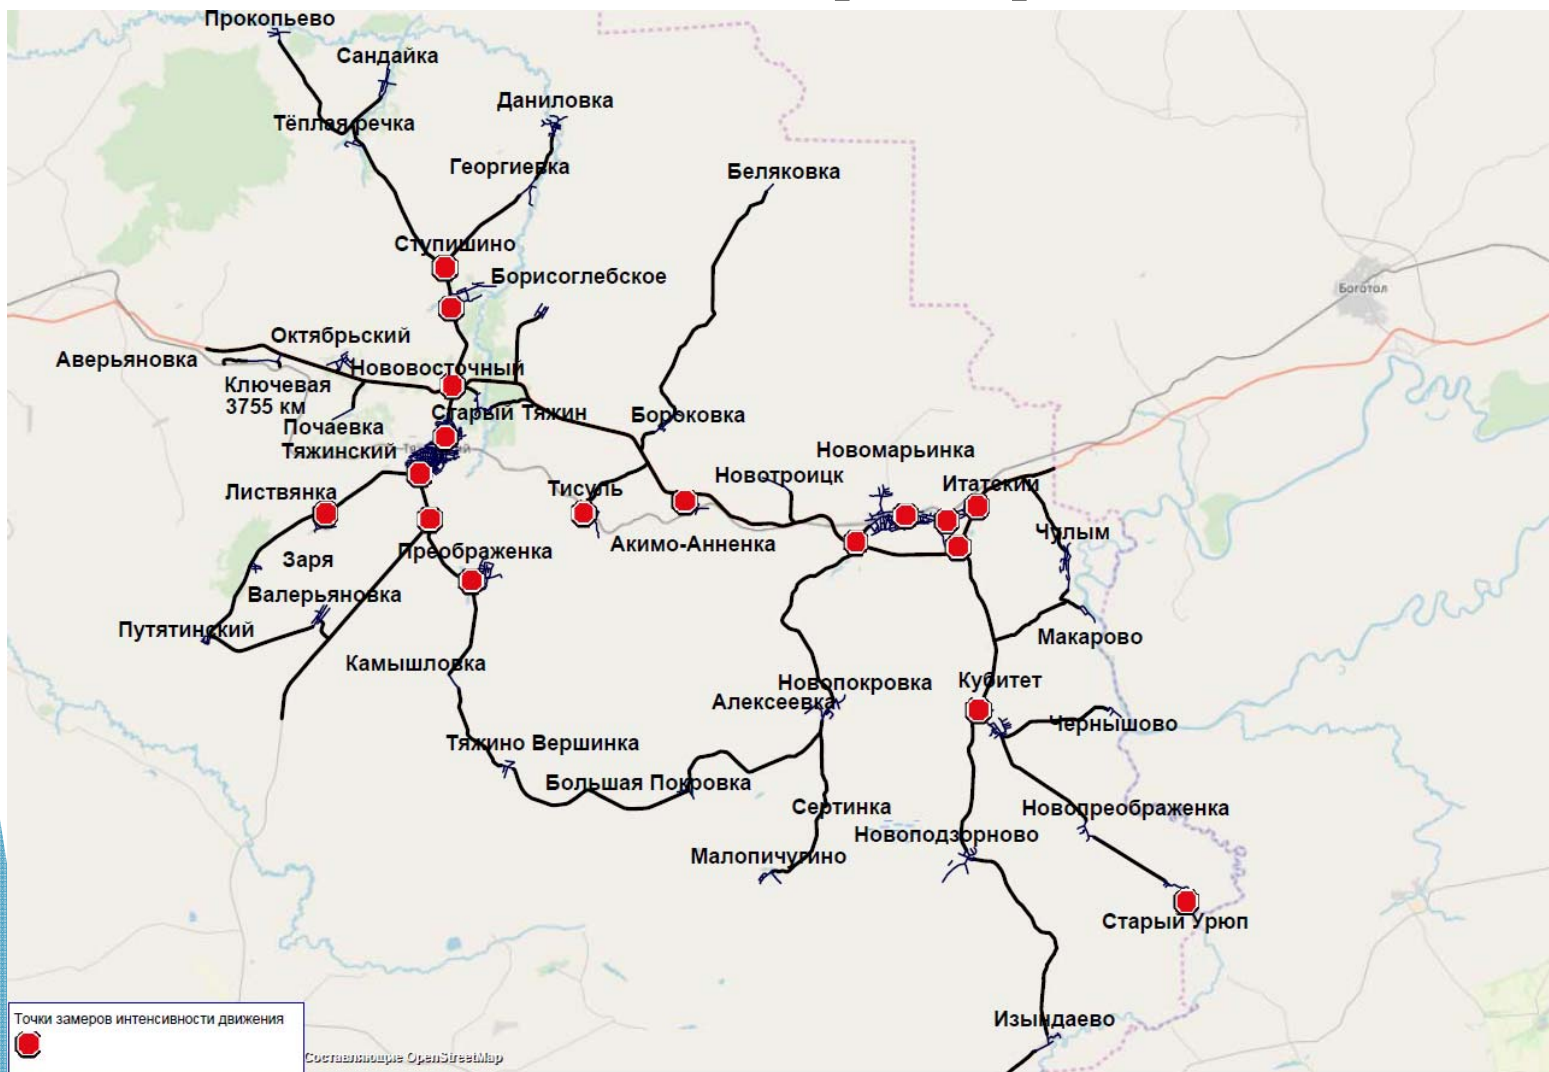 Прокопьево
Сандайка
Даниловка
Тёплая речка
Георгиевка
Беляковка
Ступишино
Борисоглебское
Боготол
Октябрьский
Аверьяновка
Нововосточный
Ключевая
3755 км
Старый Тяжин
Бороковка
Почаевка
Тяжинский
Новомарьинка
Новотроицк
Итатский
Листвянка
Тисуль
Чулым
Акимо-Анненка
Преображенка
Заря
Валерьяновка
Путятинский
Макарово
Камышловка
Кубитет
Новопокровка
Алексеевка
Чернышово
Тяжино Вершинка
Большая Покровка
Сертинка
Новопреображенка
Новоподзорново
Малопичугино
Старый Урюп
Изындаево
Точки замеров интенсивности движения
Составляющие OpenStreetMap